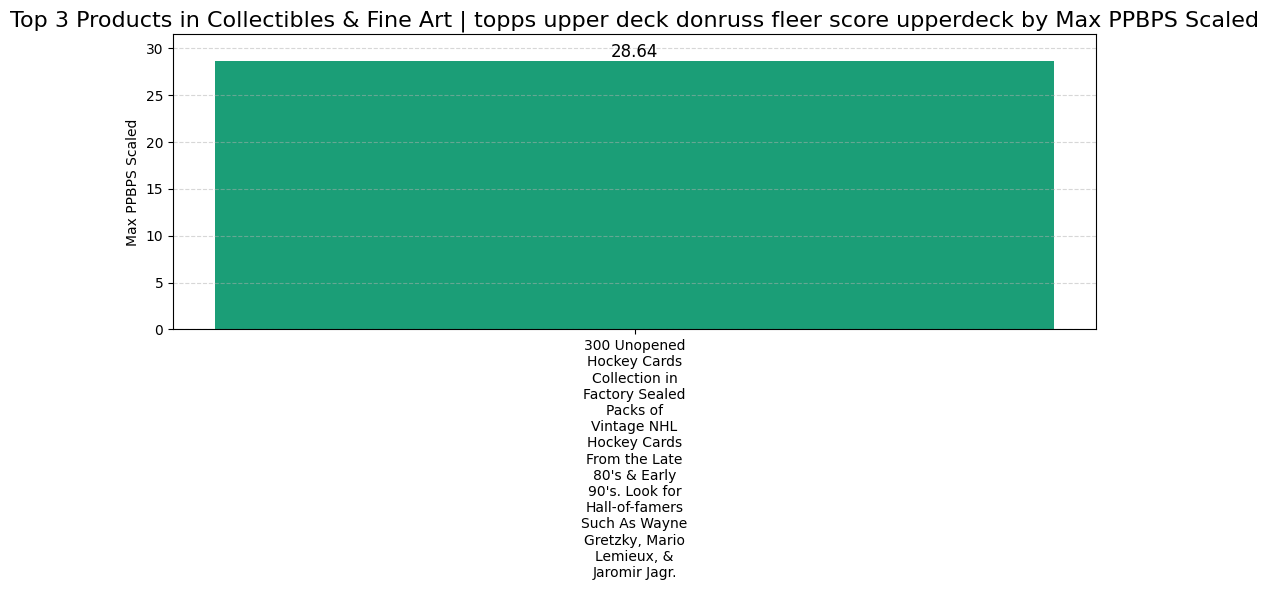 Top 3 Products in Collectibles & Fine Art | topps upper deck donruss fleer score upperdeck by Max PPBPS Scaled
28.64
30
25
20
15
10
5
0
Max PPBPS Scaled
300 Unopened
Hockey Cards
Collection in
Factory Sealed
Packs of
Vintage NHL
Hockey Cards
From the Late
80's & Early
90's. Look for
Hall-of-famers
Such As Wayne
Gretzky, Mario
Lemieux, &
Jaromir Jagr.